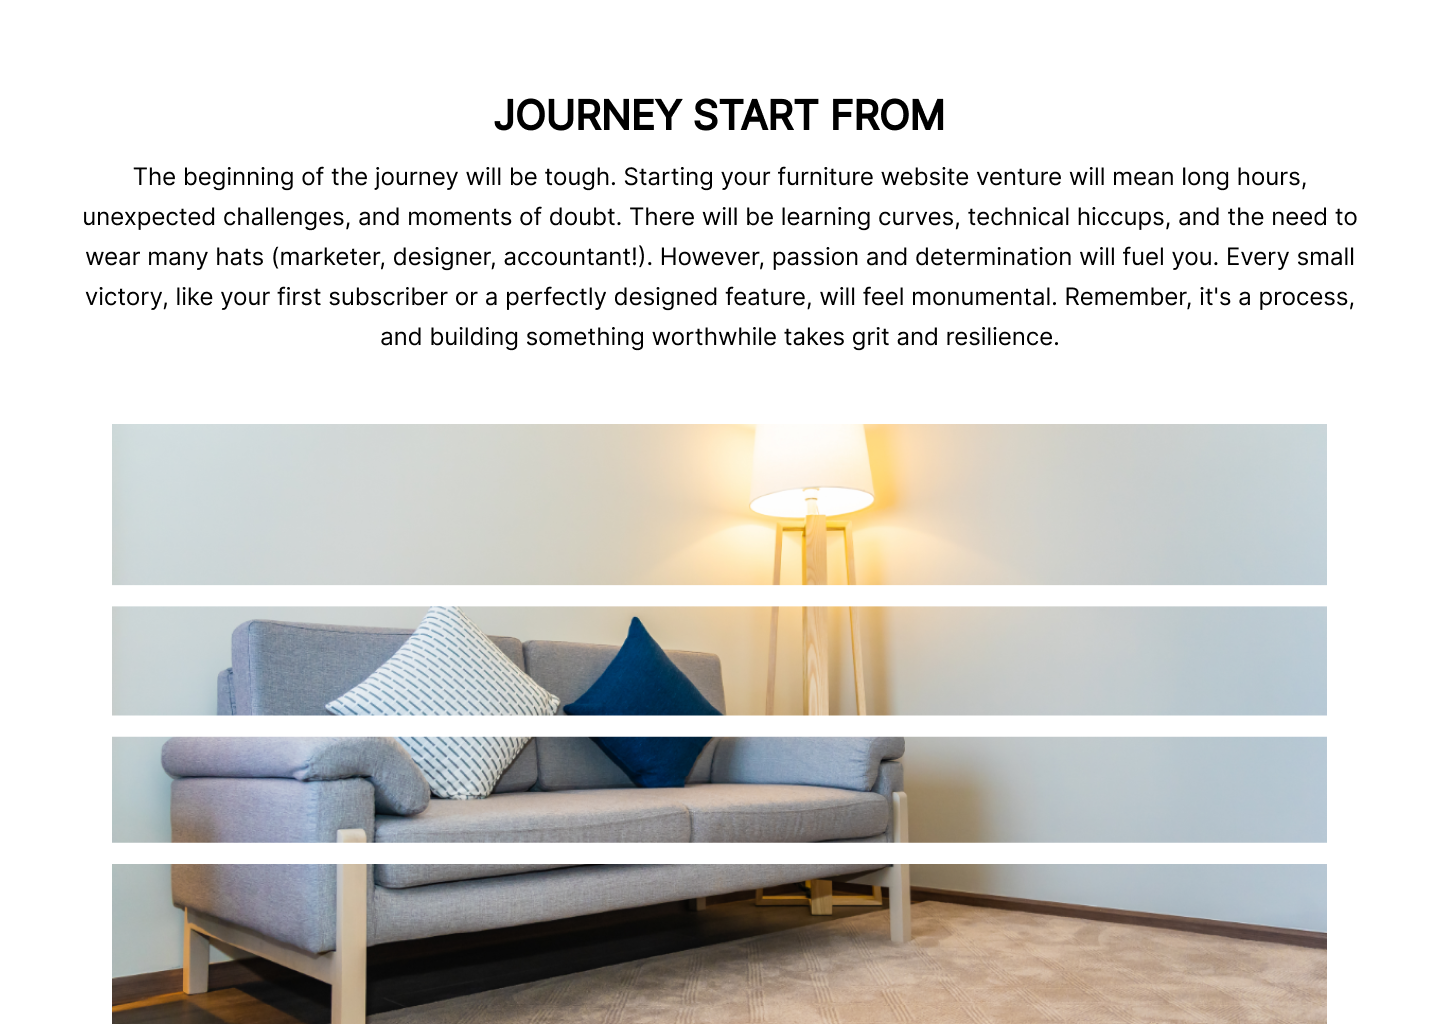 JOURNEY START FROM
The beginning of the journey will be tough. Starting your furniture website venture will mean long hours,
unexpected challenges, and moments of doubt. There will be learning curves, technical hiccups, and the need to
wear many hats (marketer, designer, accountant!). However, passion and determination will fuel you. Every small
victory, like your first subscriber or a perfectly designed feature, will feel monumental. Remember, it's a process,
and building something worthwhile takes grit and resilience.